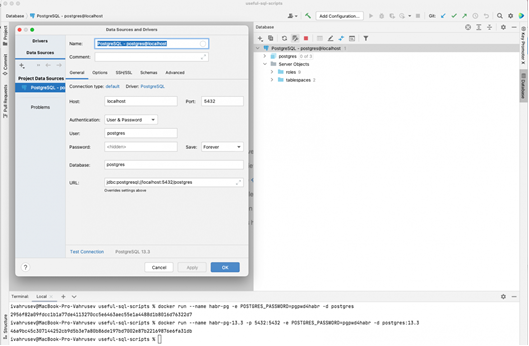 useful-sql-scripts
Database
PostgreSQL - postgres@localhost
Add Configuration...
Git:
Project
Commit
Pull Requests
Structure
Data Sources and Drivers
Drivers
Data Sources
Project Data Sources
PostgreSQL - po
Problems
Name:
PostgreSQL - postgres@localhost
Comment:
General
Options
SSH/SSL
Schemas
Advanced
Connection type: default
Driver: PostgreSQL
Host:
localhost
Port:
5432
Authentication:
User & Password
User:
postgres
Password:
<hidden>
Save:
Forever
Database:
postgres
URL:
jdbc:postgresql://localhost:5432/postgres
Overrides settings above
Test Connection
PostgreSQL 13.3
?
Cancel
Apply
OK
Database
PostgreSQL - postgres@localhost
postgres 0 of 3
Server Objects
roles 9
tablespaces 2
Key Promoter X
Database
Terminal:
Local
ivahrusev@MacBook-Pro-Vahrusev useful-sql-scripts % docker run --name habr-pg -e POSTGRES_PASSWORD=pgpwd4habr -d postgres
ivahrusev@MacBook-Pro-Vahrusev useful-sql-scripts % docker run --name habr-pg-13.3 -p 5432:5432 -e POSTGRES_PASSWORD=pgpwd4habr -d postgres:13.3
ivahrusev@MacBook-Pro-Vahrusev useful-sql-scripts %